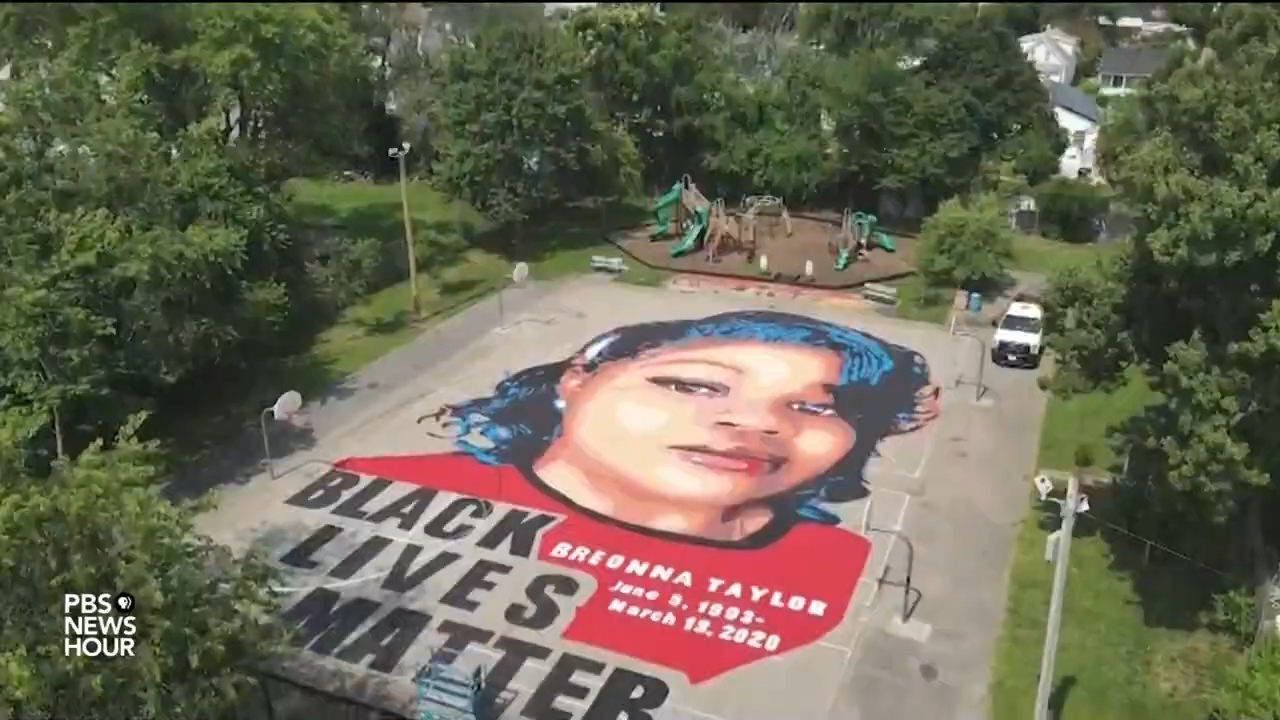 BLACK
LIVES
MATTER
BREONNA TAYLOR
June 5, 1993-
March 13, 2020
PBS
NEWS
HOUR